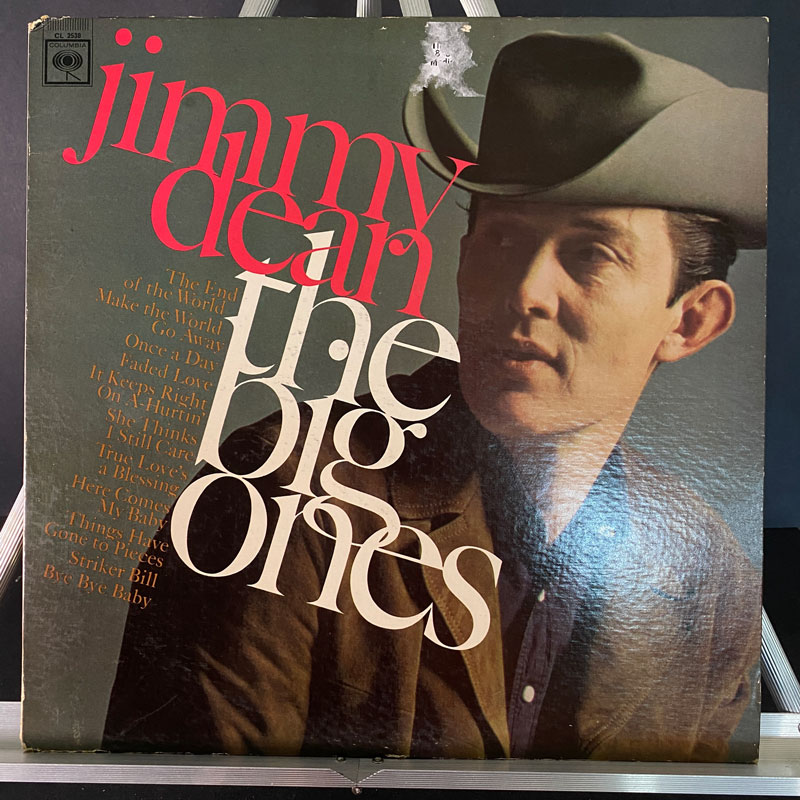 CL 2538
COLUMBIA
jimmy
dean
the
big
ones
The End
of the World
Make the World
Go Away
Once a Day
Faded Love
It Keeps Right
On A-Hurtin'
She Thinks
I Still Care
True Love's
a Blessing
Here Comes
My Baby
Things Have
Gone to Pieces
Striker Bill
Bye Bye Baby